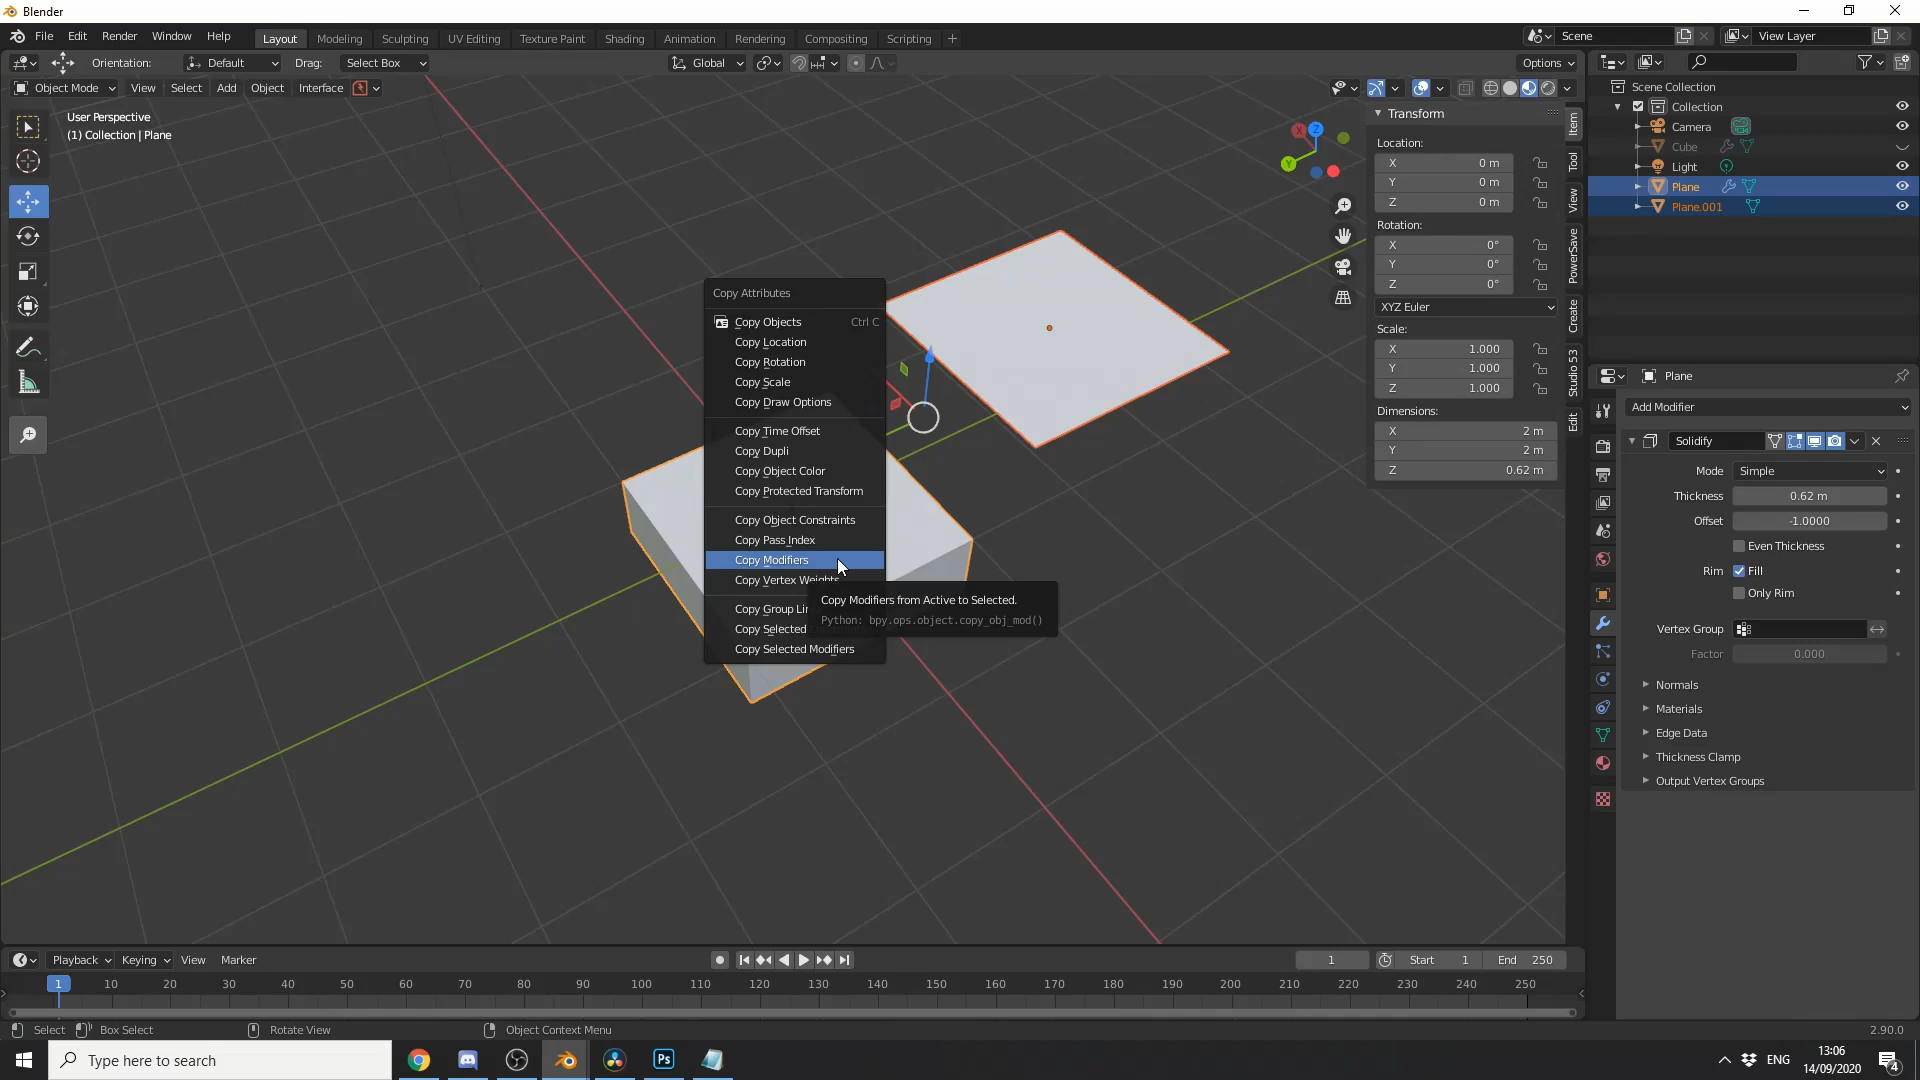 Blender
File Edit Render Window Help
Layout Modeling Sculpting UV Editing Texture Paint Shading Animation Rendering Compositing Scripting +
Scene
View Layer
Orientation: Default Drag: Select Box
Global
Options
Object Mode View Select Add Object Interface
User Perspective
(1) Collection | Plane
Scene Collection
Collection
Camera
Cube
Light
Plane
Plane.001
X
Z
Y
Transform
Location:
X 0 m
Y 0 m
Z 0 m
Rotation:
X 0°
Y 0°
Z 0°
XYZ Euler
Scale:
X 1.000
Y 1.000
Z 1.000
Dimensions:
X 2 m
Y 2 m
Z 0.62 m
Item
Tool
View
PowerSave
Create
Studio 53
Edit
Copy Attributes
Copy Objects Ctrl C
Copy Location
Copy Rotation
Copy Scale
Copy Draw Options
Copy Time Offset
Copy Dupli
Copy Object Color
Copy Protected Transform
Copy Object Constraints
Copy Pass Index
Copy Modifiers
Copy Vertex Weights
Copy Group Lin
Copy Selected
Copy Selected Modifiers
Copy Modifiers from Active to Selected.
Python: bpy.ops.object.copy_obj_mod()
Plane
Add Modifier
Solidify
Mode Simple
Thickness 0.62 m
Offset -1.0000
Even Thickness
Rim Fill
Only Rim
Vertex Group
Factor 0.000
Normals
Materials
Edge Data
Thickness Clamp
Output Vertex Groups
Playback Keying View Marker
1 Start 1 End 250
1 10 20 30 40 50 60 70 80 90 100 110 120 130 140 150 160 170 180 190 200 210 220 230 240 250
Select Box Select Rotate View Object Context Menu 2.90.0
Type here to search
Ps
ENG
13:06
14/09/2020
4